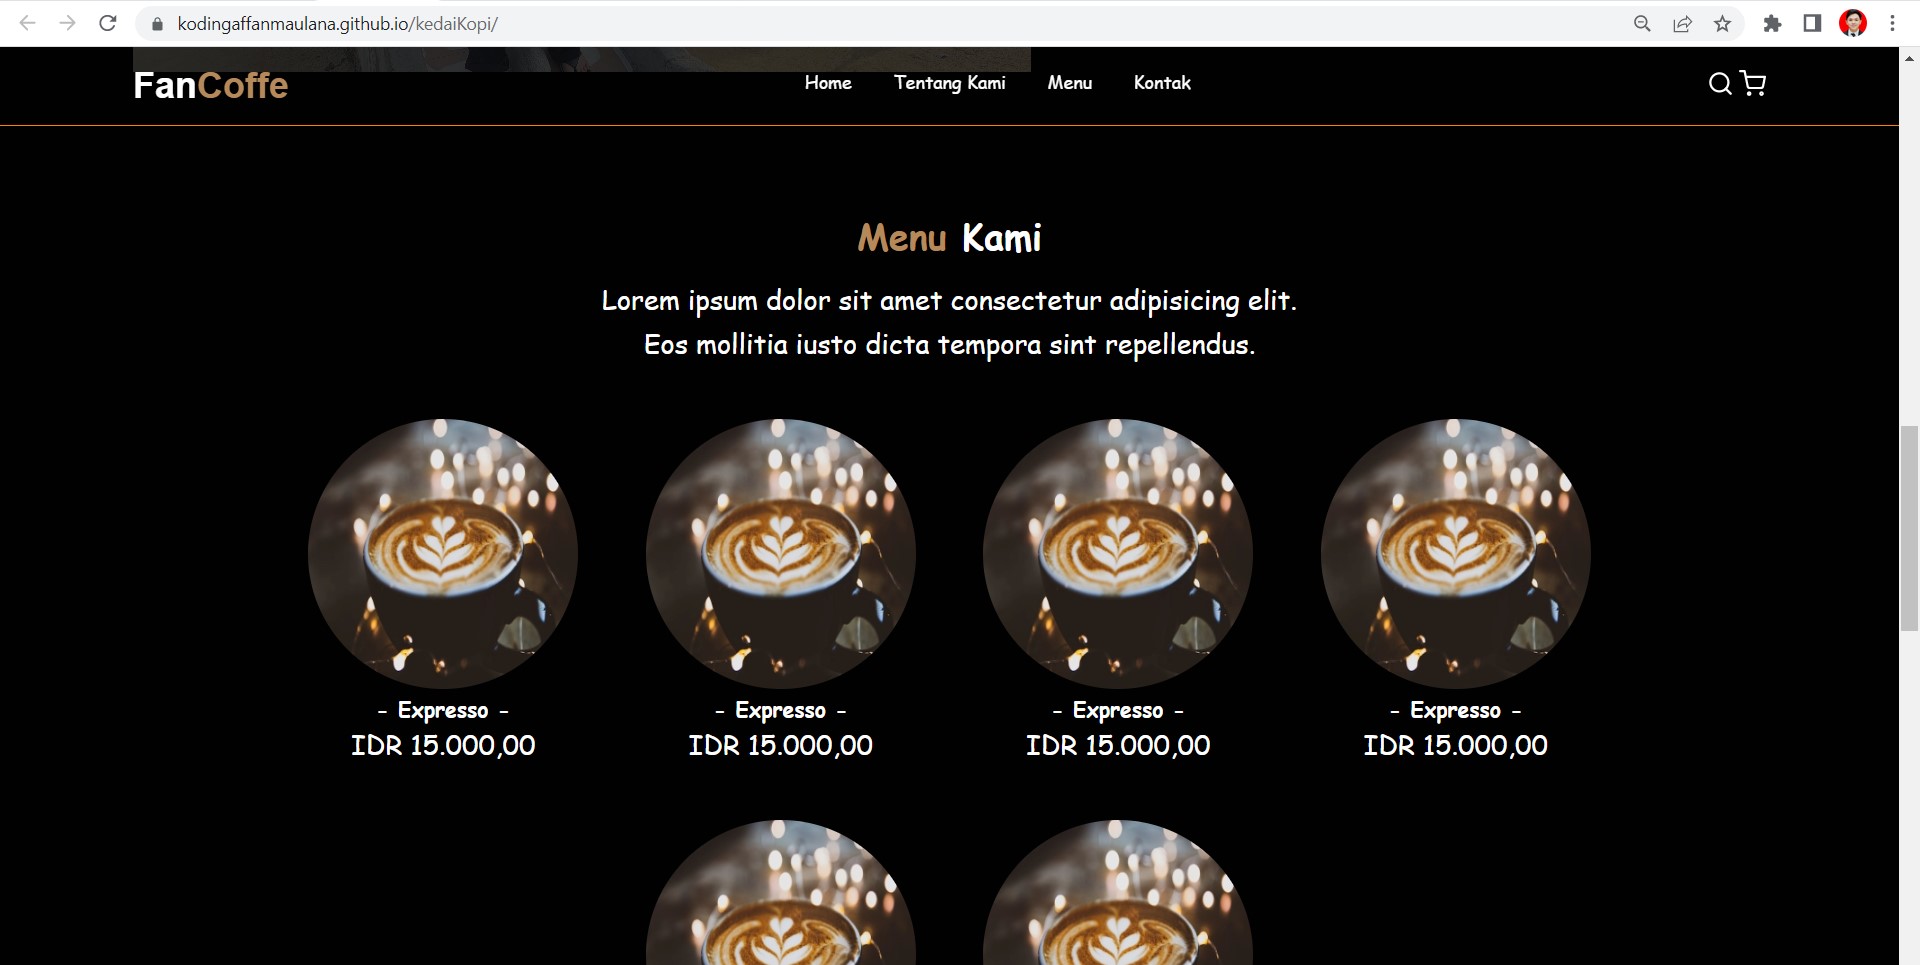 kodingaffanmaulana.github.io/kedaiKopi/
FanCoffe
Home Tentang Kami Menu Kontak
Menu Kami
Lorem ipsum dolor sit amet consectetur adipisicing elit.
Eos mollitia iusto dicta tempora sint repellendus.
- Expresso - - Expresso - - Expresso - - Expresso -
IDR 15.000,00 IDR 15.000,00 IDR 15.000,00 IDR 15.000,00